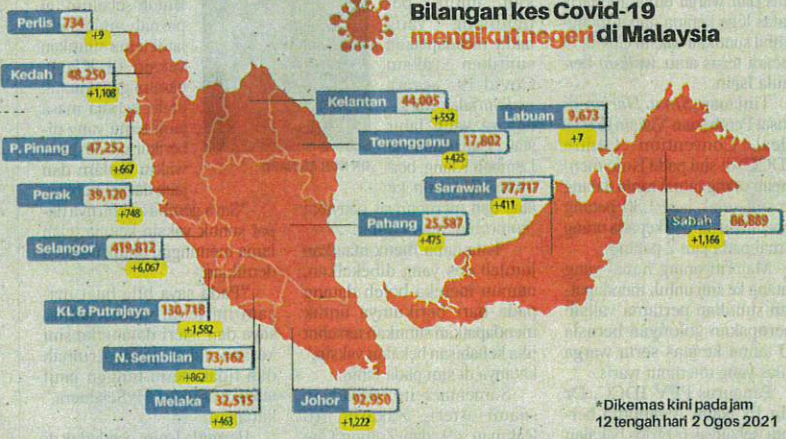 Bilangan kes Covid-19
mengikut negeri di Malaysia
Perlis 734
+9
Kedah 48,250
+1,108
P. Pinang 47,252
+667
Perak 39,120
+748
Selangor 419,812
+6,067
KL & Putrajaya 130,718
+1,582
N. Sembilan 73,162
+862
Melaka 32,515
+463
Johor 92,950
+1,222
Kelantan 44,005
+552
Terengganu 17,802
+425
Pahang 25,587
+475
Labuan 9,673
+7
Sarawak 77,717
+411
Sabah 86,889
+1,166
*Dikemas kini pada jam
12 tengah hari 2 Ogos 2021